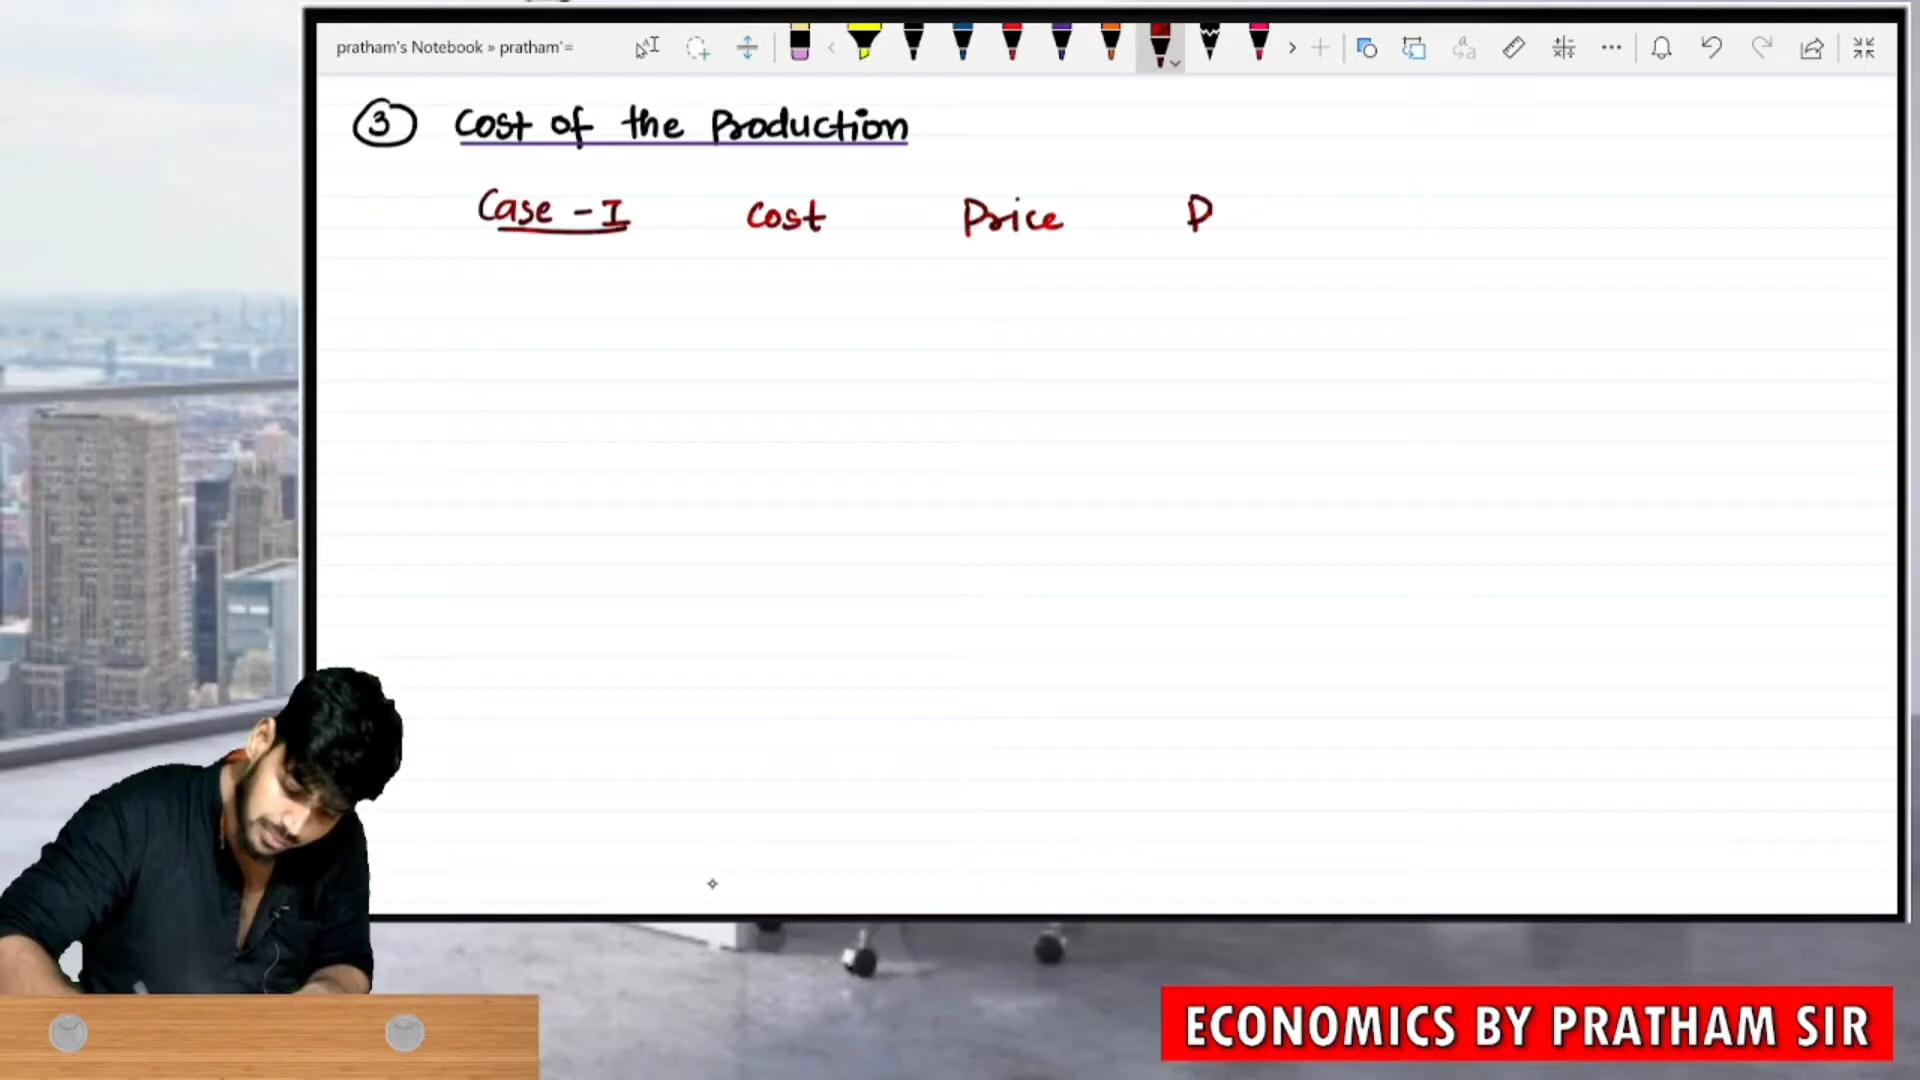 pratham's Notebook » pratham'=
③ Cost of the Production
Case - I Cost Price P
ECONOMICS BY PRATHAM SIR